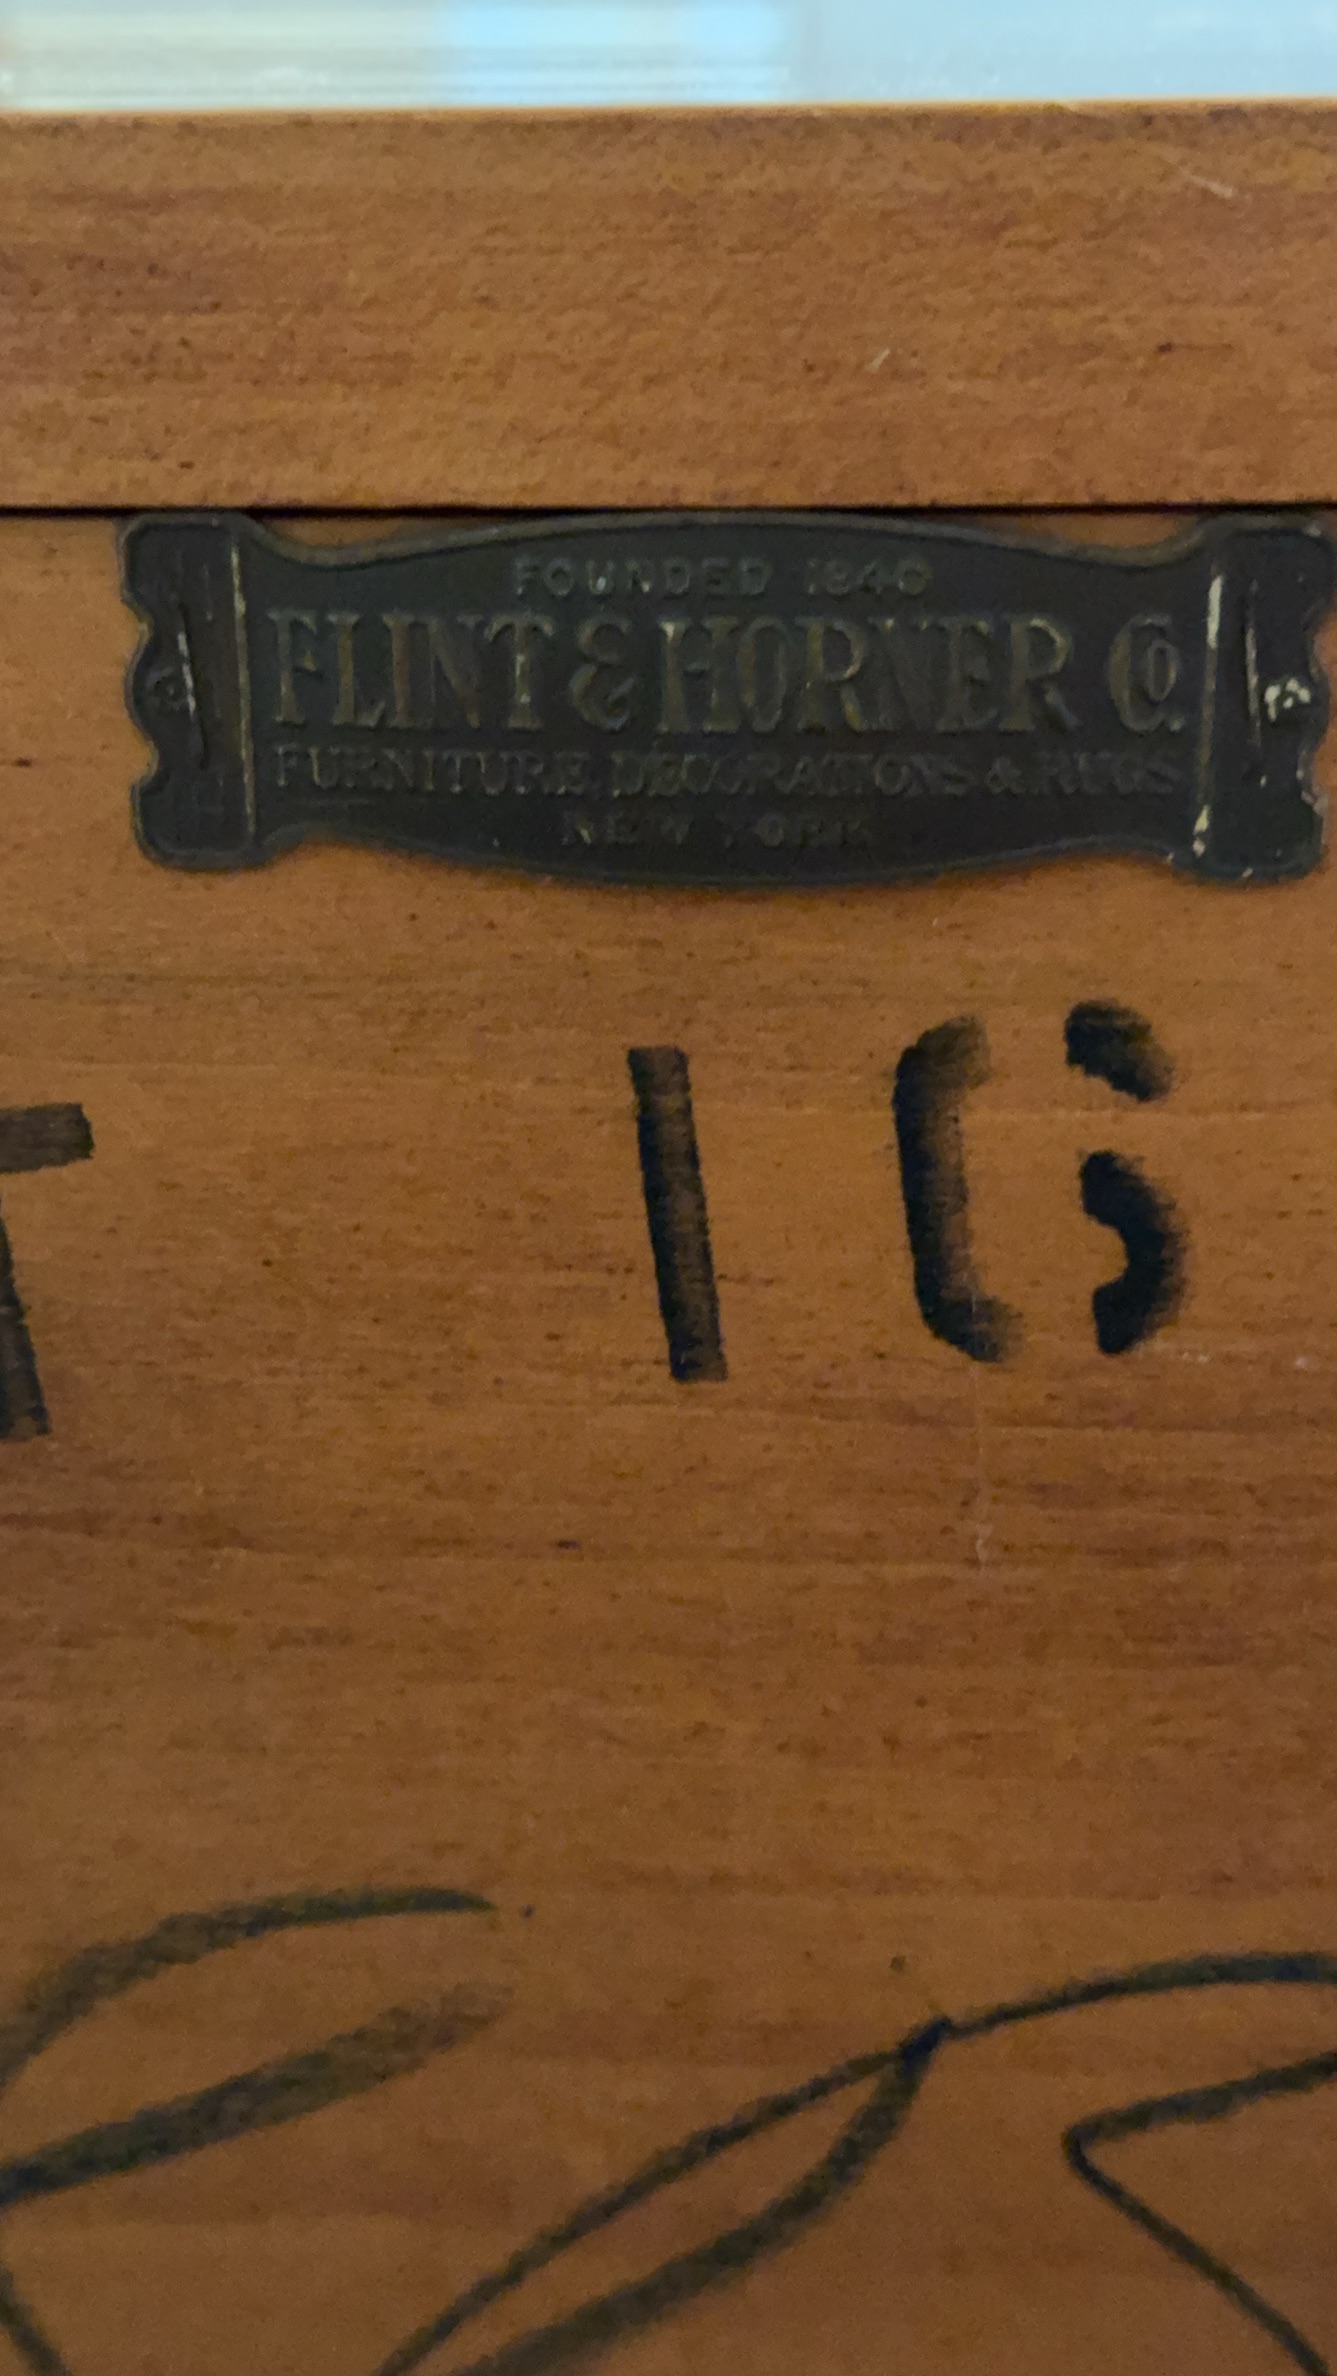 FOUNDED 1840
FLINT & HORNER Co.
FURNITURE, DECORATIONS & RUGS
NEW YORK
T 16